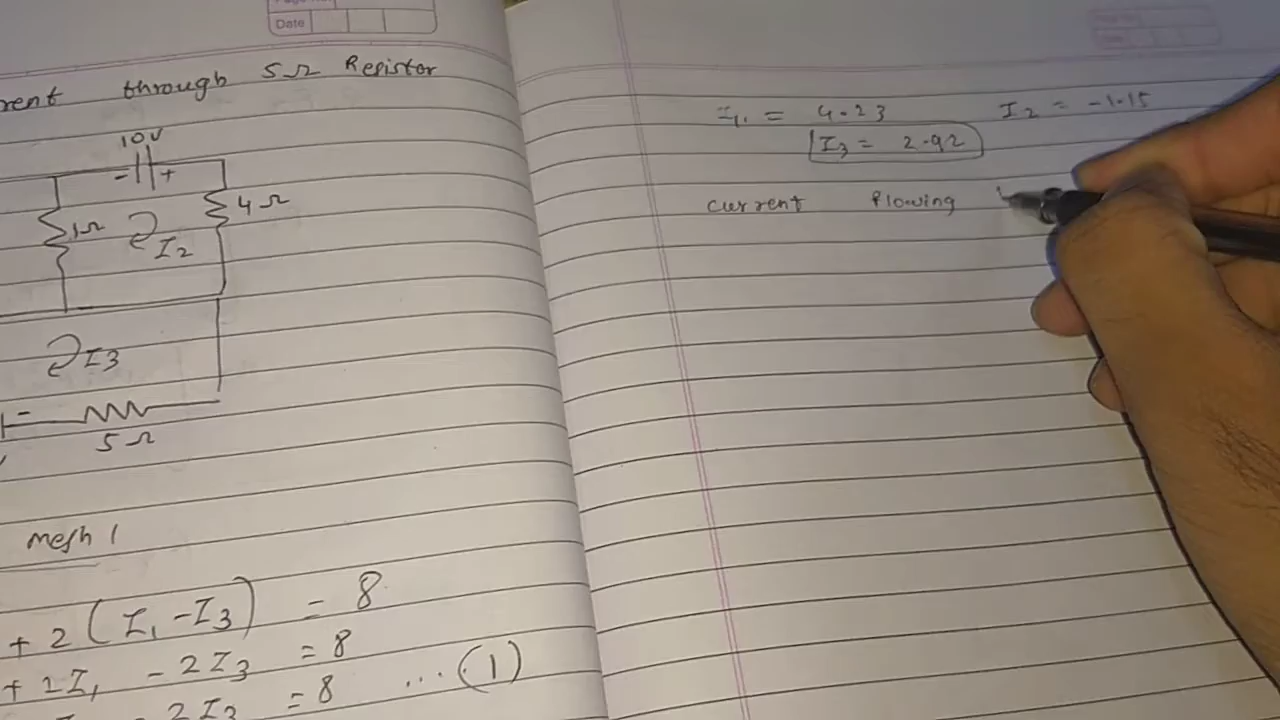 Date
rent through 5Ω Resistor
10V
- +
1Ω
4Ω
I2
I3
-
5Ω
mesh 1
+ 2 (I1 - I3) = 8
+ 2I1 - 2I3 = 8
- 2I3 = 8 ... (1)
I1 = 4.23 I2 = -1.15
I3 = 2.92
current flowing